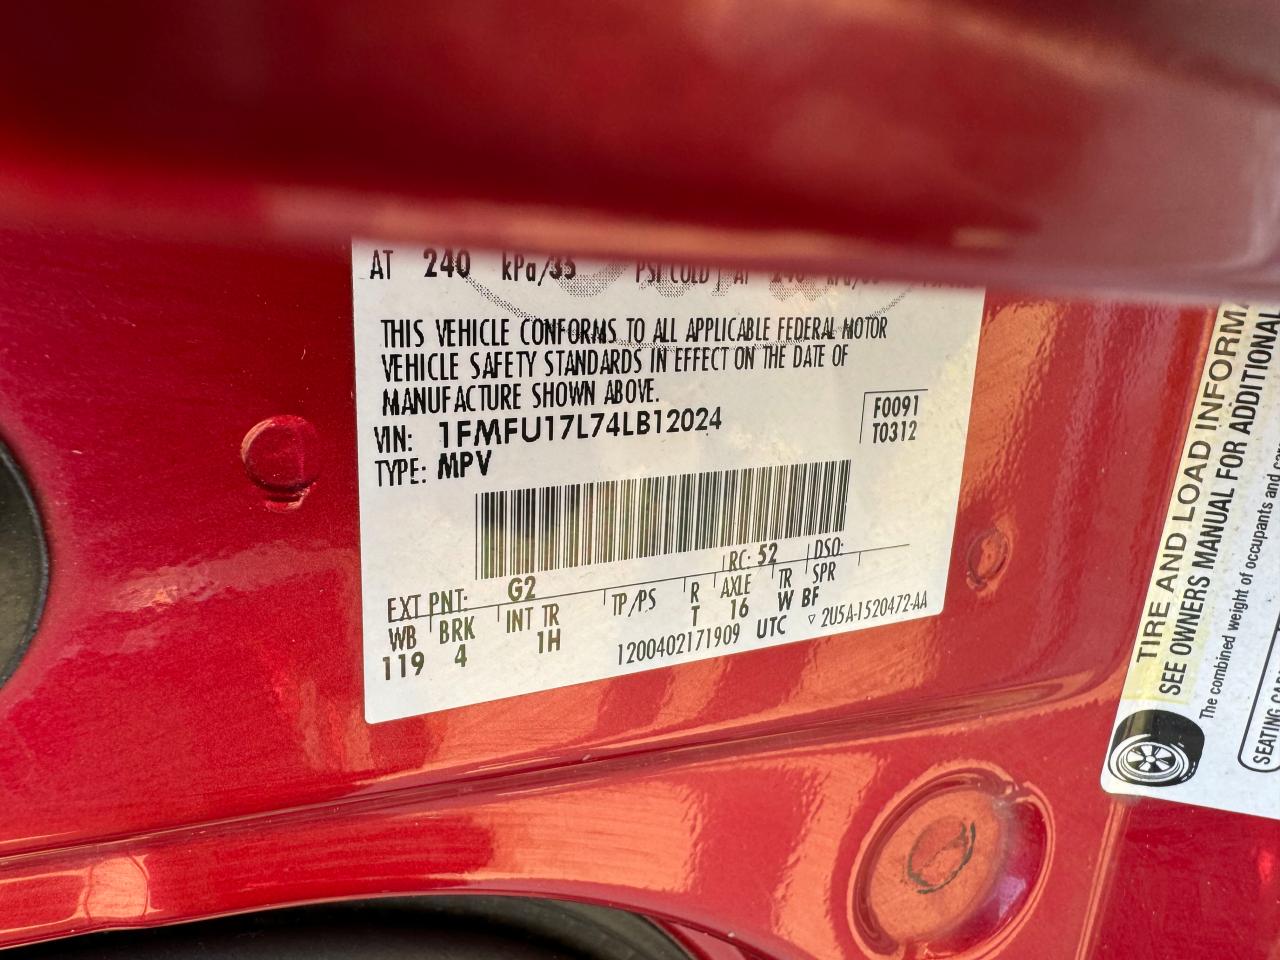 AT 240 kPa/35 PSI COLD AT 240
THIS VEHICLE CONFORMS TO ALL APPLICABLE FEDERAL MOTOR
VEHICLE SAFETY STANDARDS IN EFFECT ON THE DATE OF
MANUFACTURE SHOWN ABOVE.
VIN: 1FMFU17L74LB12024
F0091
T0312
TYPE: MPV
EXT PNT: G2 RC: 52 DSO:
WB BRK INT TR TP/PS R AXLE TR SPR
119 4 1H T 16 W BF
1200402171909 UTC ▽ 2U5A-1520472-AA
TIRE AND LOAD INFORMA
SEE OWNERS MANUAL FOR ADDITIONAL
The combined weight of occupants and
SEATING